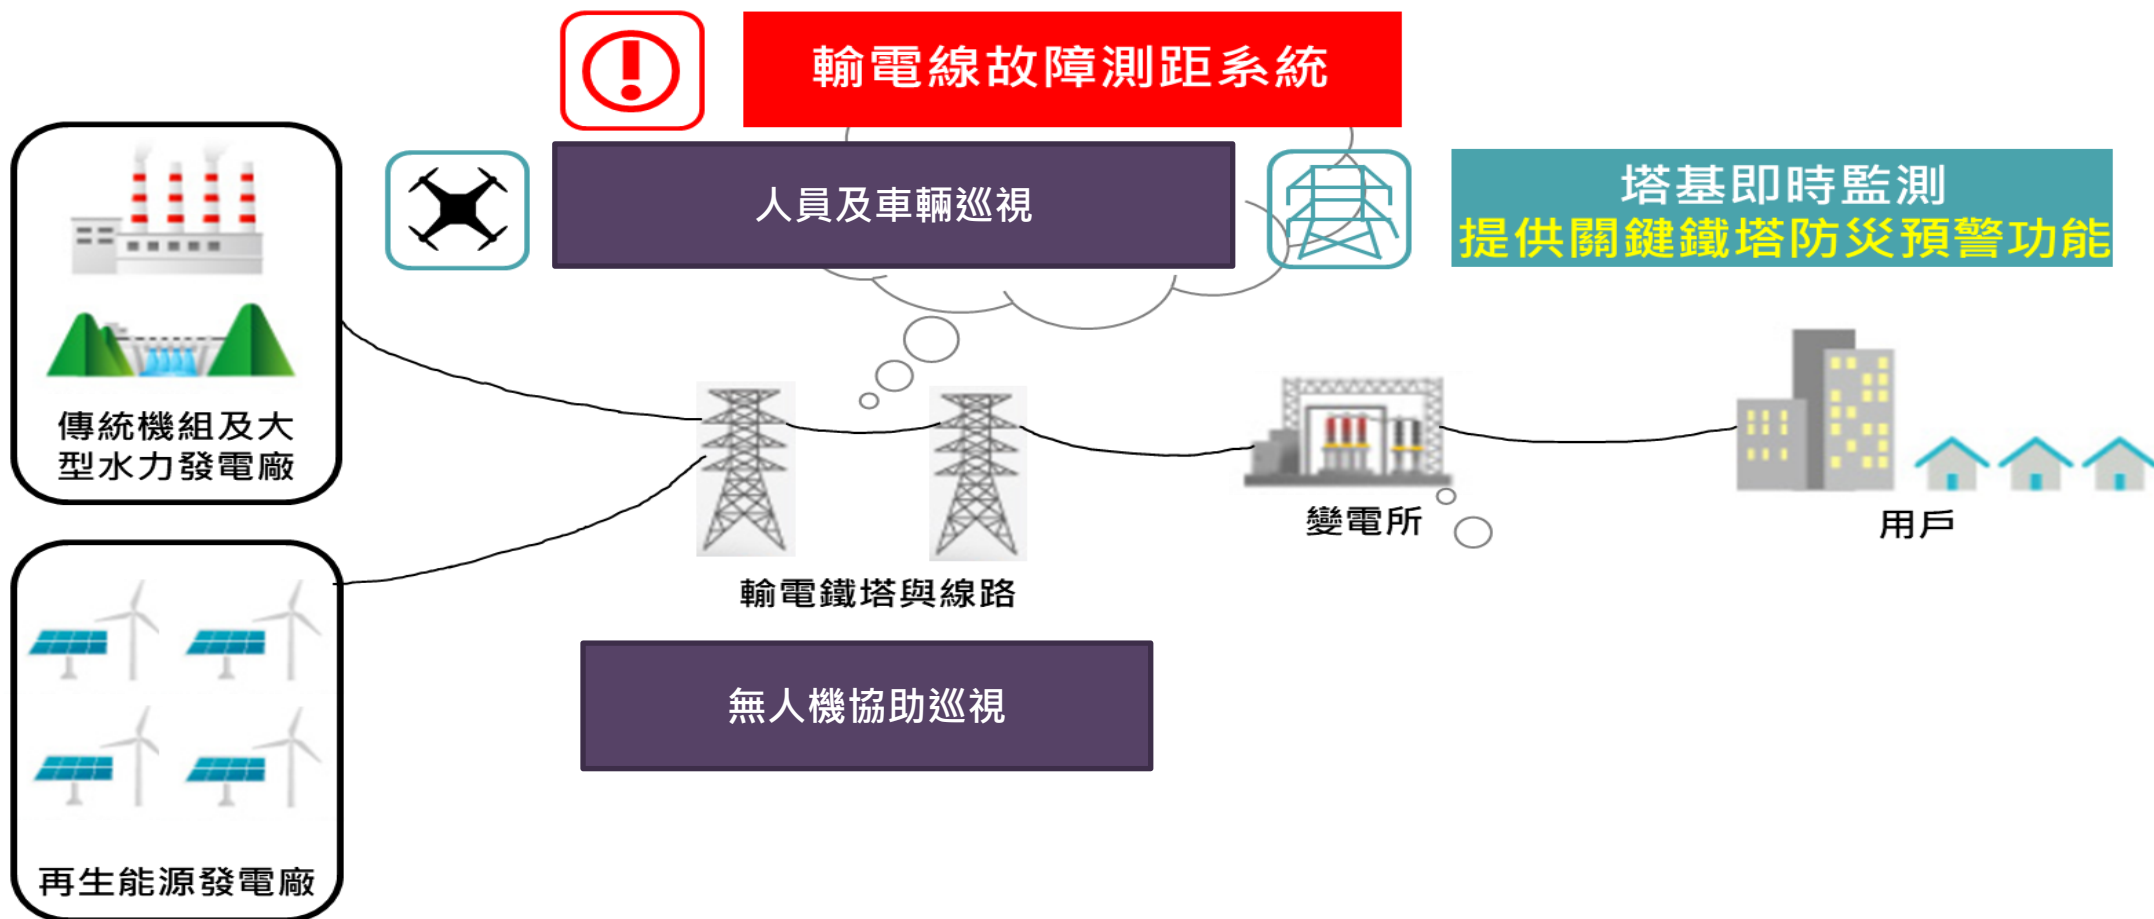 輸電線故障測距系統
人員及車輛巡視
塔基即時監測
提供關鍵鐵塔防災預警功能
傳統機組及大
型水力發電廠
變電所
用戶
輸電鐵塔與線路
無人機協助巡視
再生能源發電廠